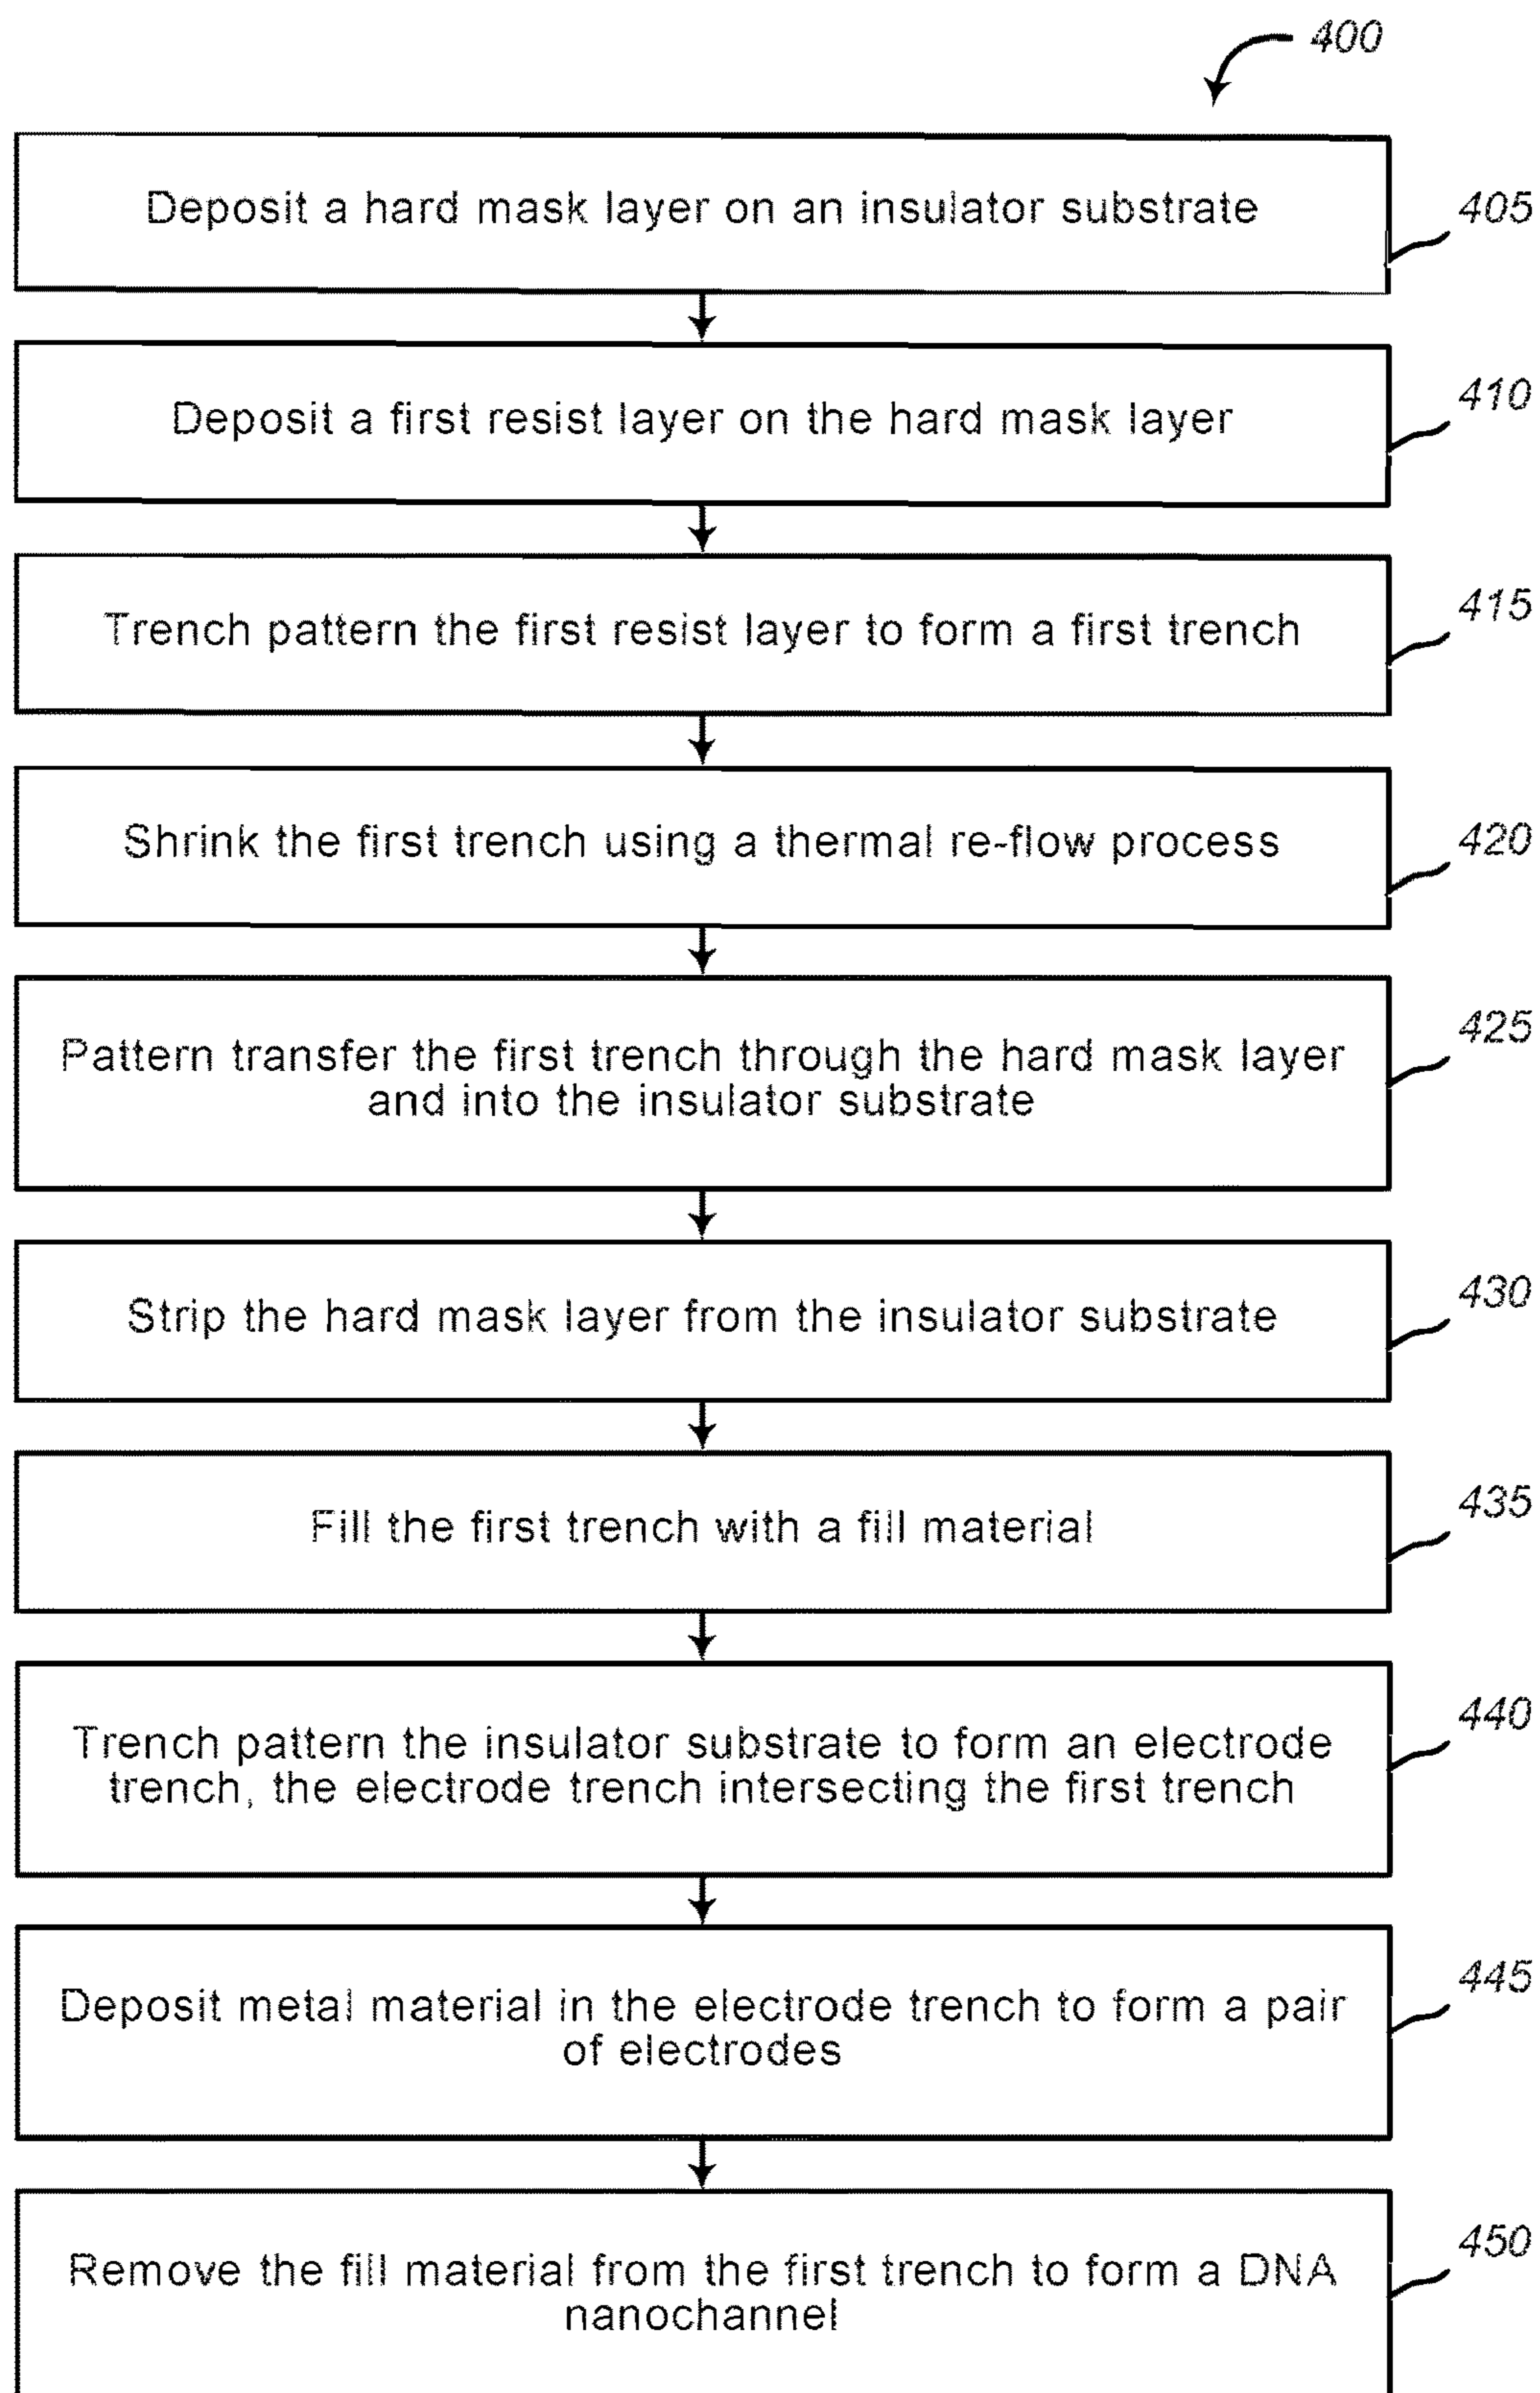 400
Deposit a hard mask layer on an insulator substrate
405
Deposit a first resist layer on the hard mask layer
410
Trench pattern the first resist layer to form a first trench
415
Shrink the first trench using a thermal re-flow process
420
Pattern transfer the first trench through the hard mask layer
and into the insulator substrate
425
Strip the hard mask layer from the insulator substrate
430
Fill the first trench with a fill material
435
Trench pattern the insulator substrate to form an electrode
trench, the electrode trench intersecting the first trench
440
Deposit metal material in the electrode trench to form a pair
of electrodes
445
Remove the fill material from the first trench to form a DNA
nanochannel
450